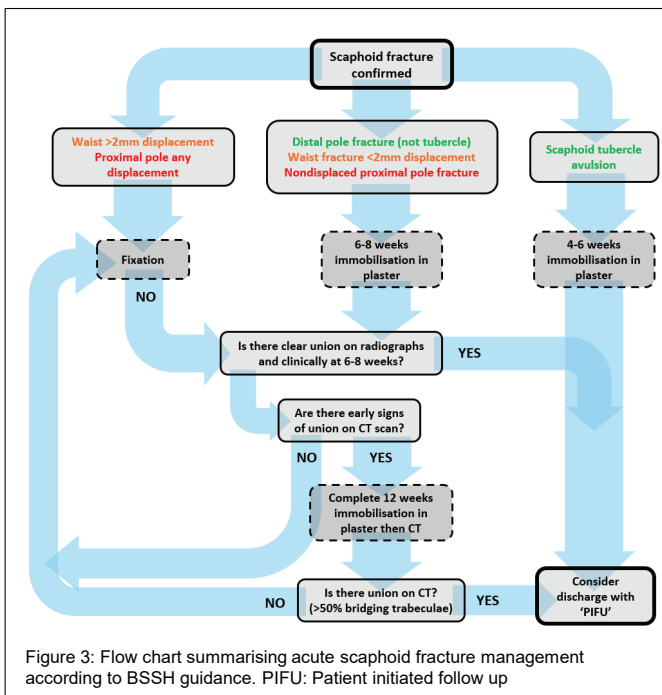 Scaphoid fracture
confirmed
Waist >2mm displacement
Proximal pole any
displacement
Distal pole fracture (not tubercle)
Waist fracture <2mm displacement
Nondisplaced proximal pole fracture
Scaphoid tubercle
avulsion
Fixation
6-8 weeks
immobilisation in
plaster
4-6 weeks
immobilisation in
plaster
NO
Is there clear union on radiographs
and clinically at 6-8 weeks?
YES
Are there early signs
of union on CT scan?
NO
YES
Complete 12 weeks
immobilisation in
plaster then CT
NO
Is there union on CT?
(>50% bridging trabeculae)
YES
Consider
discharge with
‘PIFU’
Figure 3: Flow chart summarising acute scaphoid fracture management
according to BSSH guidance. PIFU: Patient initiated follow up